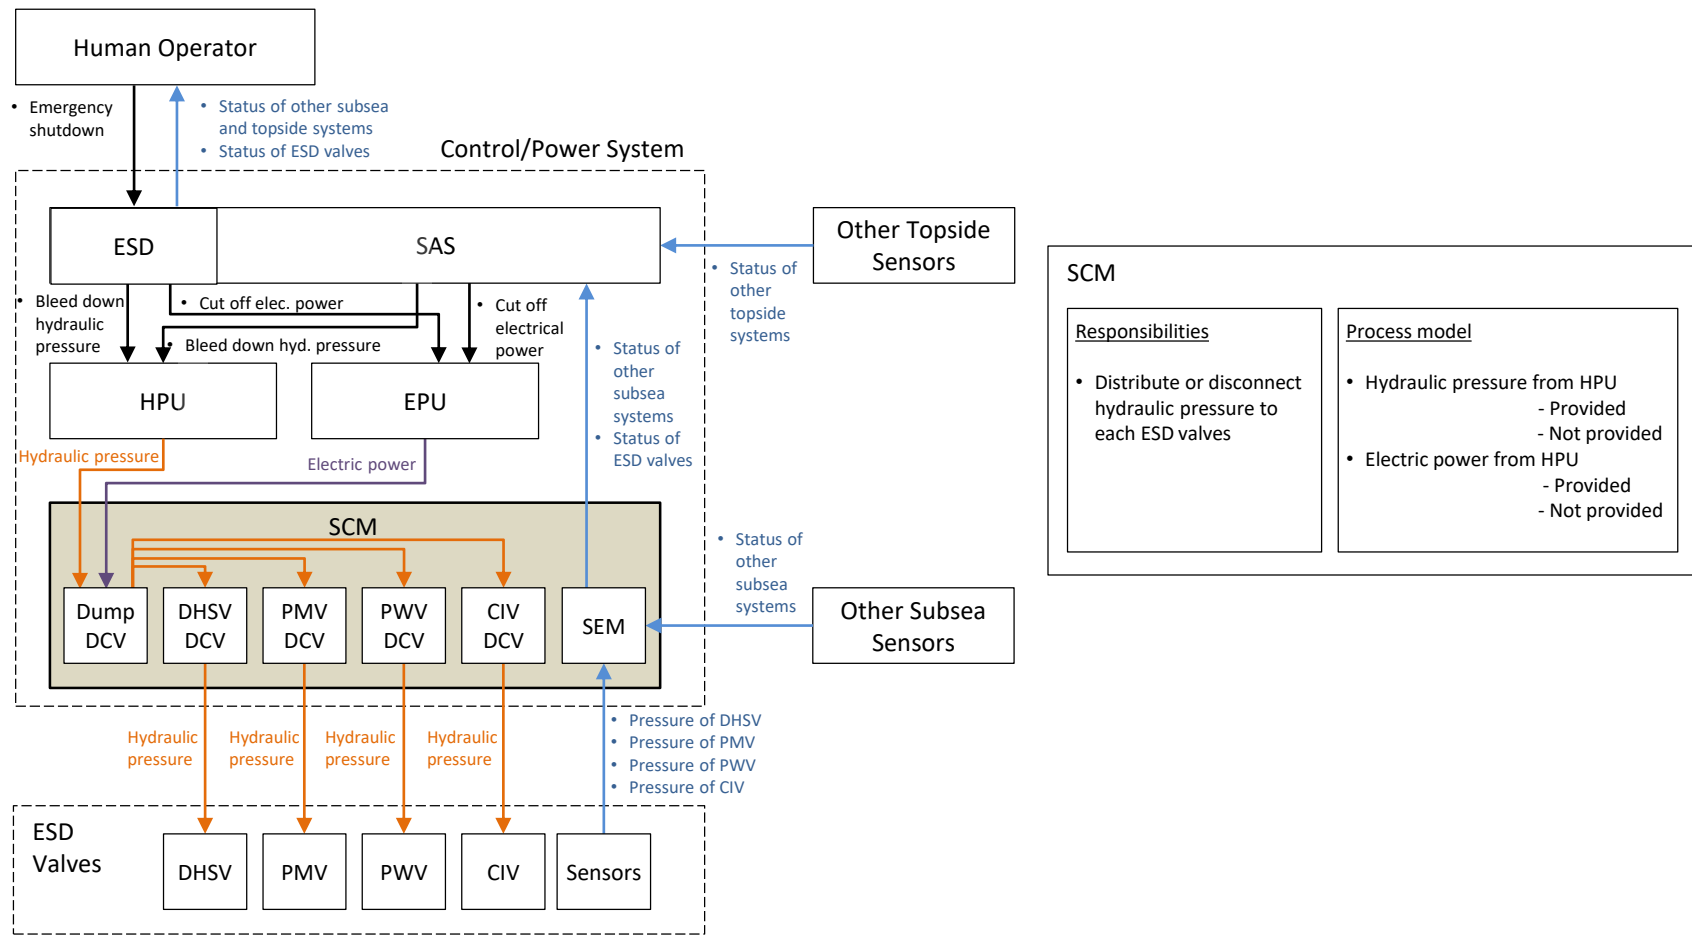 Human Operator
• Emergency
shutdown
• Status of other subsea
and topside systems
• Status of ESD valves
Control/Power System
ESD
SAS
Other Topside
Sensors
• Status of
other
topside
systems
• Bleed down
hydraulic
pressure
• Cut off elec. power
• Bleed down hyd. pressure
• Cut off
electrical
power
• Status of
other
subsea
systems
• Status of
ESD valves
HPU
EPU
Hydraulic pressure
Electric power
SCM
Dump
DCV
DHSV
DCV
PMV
DCV
PWV
DCV
CIV
DCV
SEM
• Status of
other
subsea
systems
Other Subsea
Sensors
Hydraulic
pressure
Hydraulic
pressure
Hydraulic
pressure
Hydraulic
pressure
• Pressure of DHSV
• Pressure of PMV
• Pressure of PWV
• Pressure of CIV
ESD
Valves
DHSV
PMV
PWV
CIV
Sensors
SCM
Responsibilities
• Distribute or disconnect
hydraulic pressure to
each ESD valves
Process model
• Hydraulic pressure from HPU
- Provided
- Not provided
• Electric power from HPU
- Provided
- Not provided